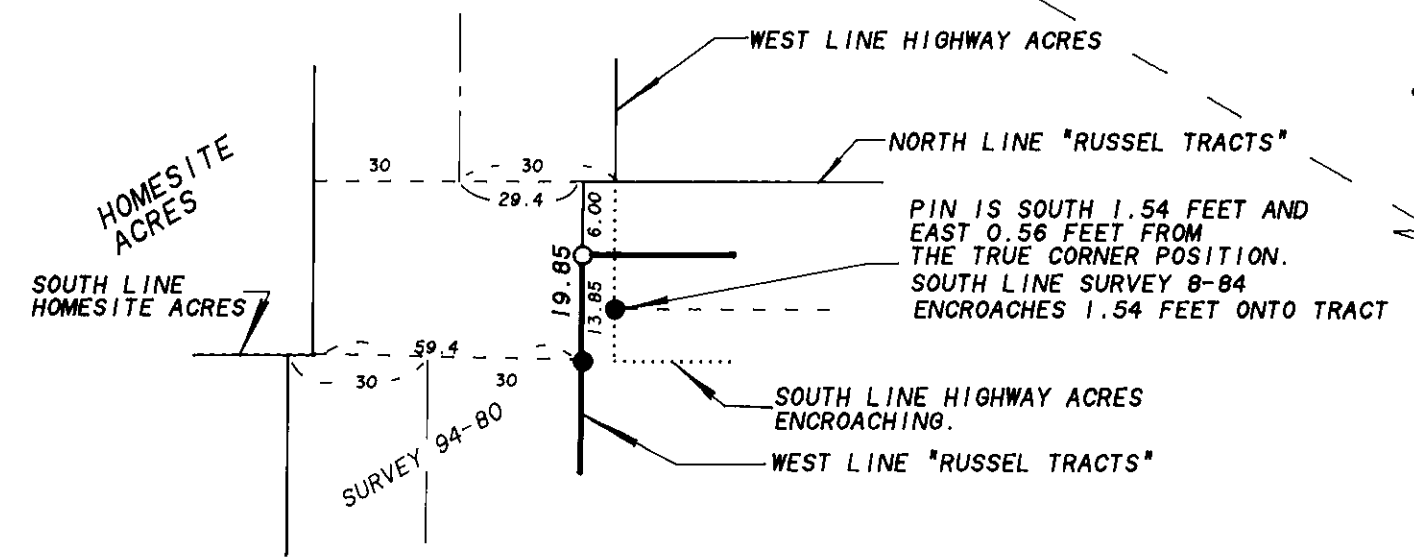 WEST LINE HIGHWAY ACRES
NORTH LINE "RUSSEL TRACTS"
HOMESITE
ACRES
30
30
29.4
6.00
19.85
13.85
PIN IS SOUTH 1.54 FEET AND
EAST 0.56 FEET FROM
THE TRUE CORNER POSITION.
SOUTH LINE SURVEY 8-84
ENCROACHES 1.54 FEET ONTO TRACT
SOUTH LINE
HOMESITE ACRES
59.4
30
30
SURVEY 94-80
SOUTH LINE HIGHWAY ACRES
ENCROACHING.
WEST LINE "RUSSEL TRACTS"